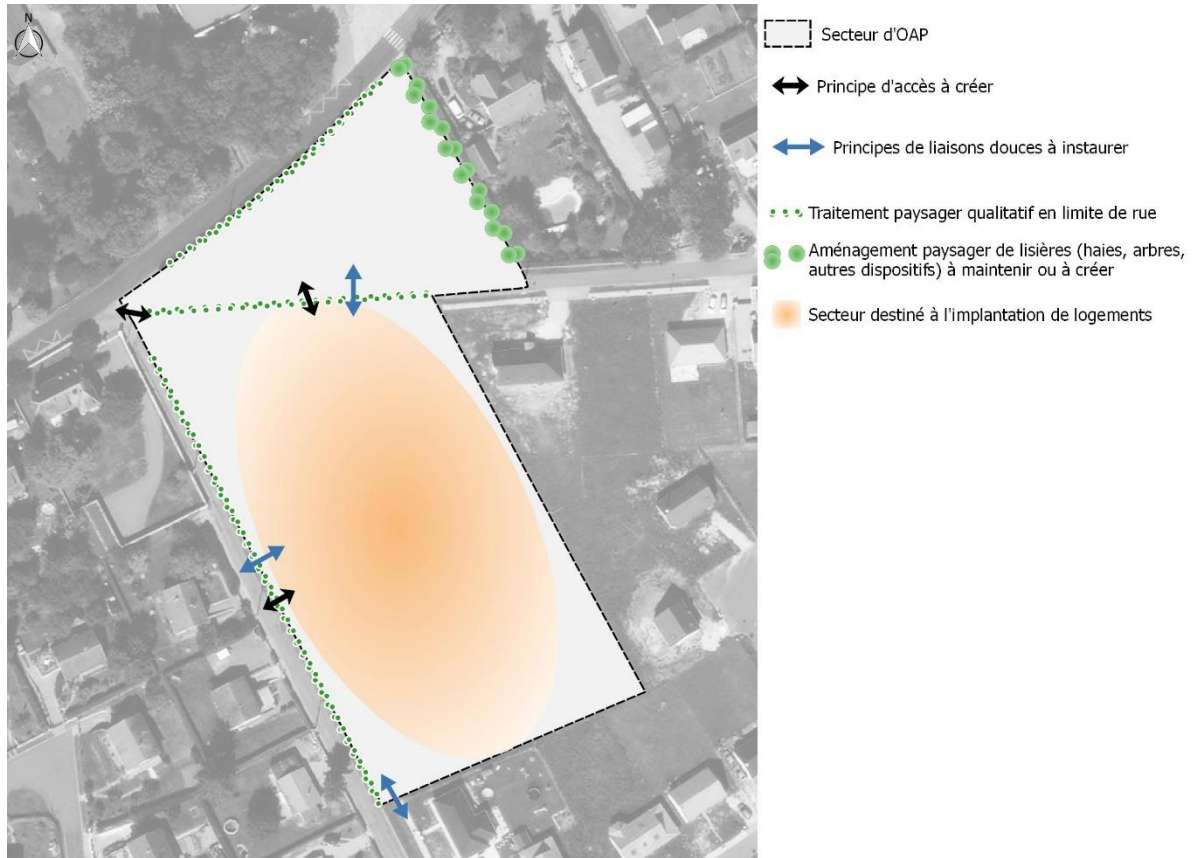 N
Secteur d'OAP
Principe d'accès à créer
Principes de liaisons douces à instaurer
Traitement paysager qualitatif en limite de rue
Aménagement paysager de lisières (haies, arbres,
autres dispositifs) à maintenir ou à créer
Secteur destiné à l'implantation de logements